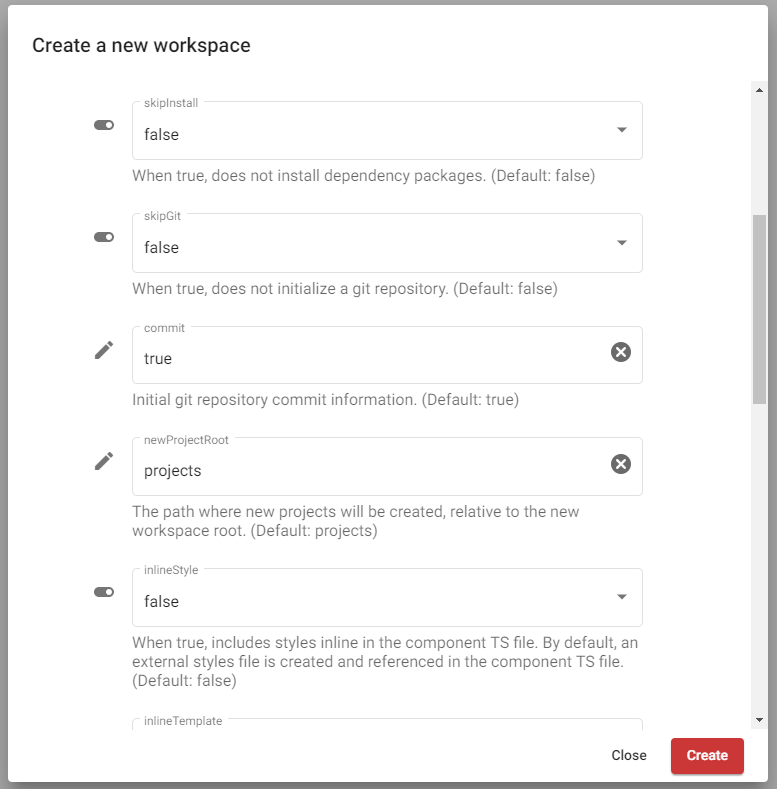 Create a new workspace
skipInstall
false
When true, does not install dependency packages. (Default: false)
skipGit
false
When true, does not initialize a git repository. (Default: false)
commit
true
Initial git repository commit information. (Default: true)
newProjectRoot
projects
The path where new projects will be created, relative to the new
workspace root. (Default: projects)
inlineStyle
false
When true, includes styles inline in the component TS file. By default, an
external styles file is created and referenced in the component TS file.
(Default: false)
inlineTemplate
Close
Create